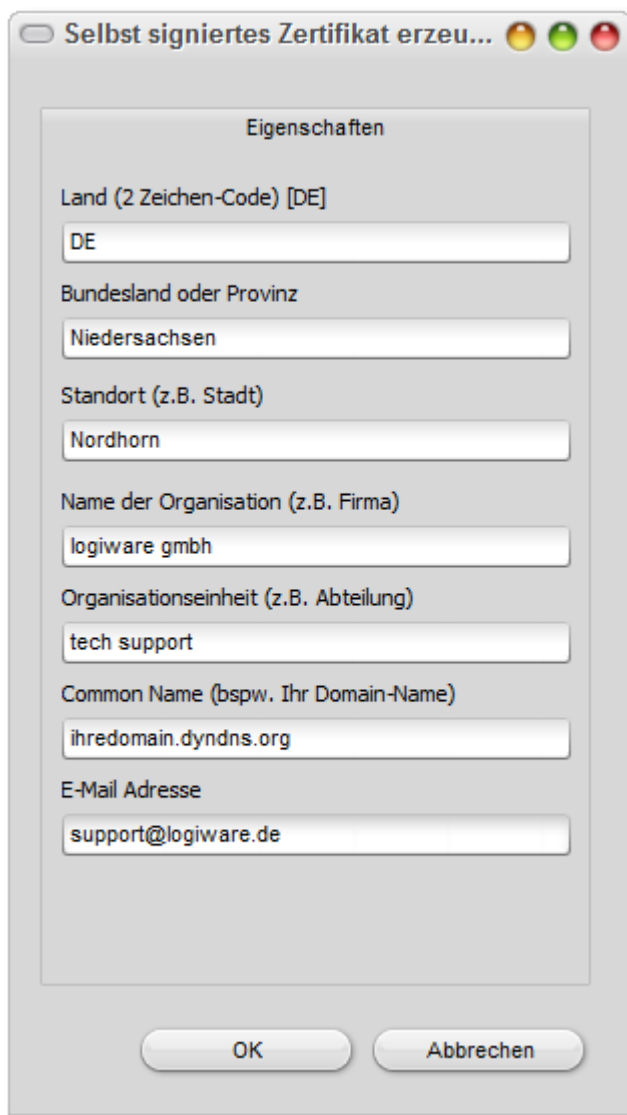 Selbst signiertes Zertifikat erzeu...
Eigenschaften
Land (2 Zeichen-Code) [DE]
DE
Bundesland oder Provinz
Niedersachsen
Standort (z.B. Stadt)
Nordhorn
Name der Organisation (z.B. Firma)
logiware gmbh
Organisationseinheit (z.B. Abteilung)
tech support
Common Name (bspw. Ihr Domain-Name)
ihredomain.dyndns.org
E-Mail Adresse
support@logiware.de
OK Abbrechen